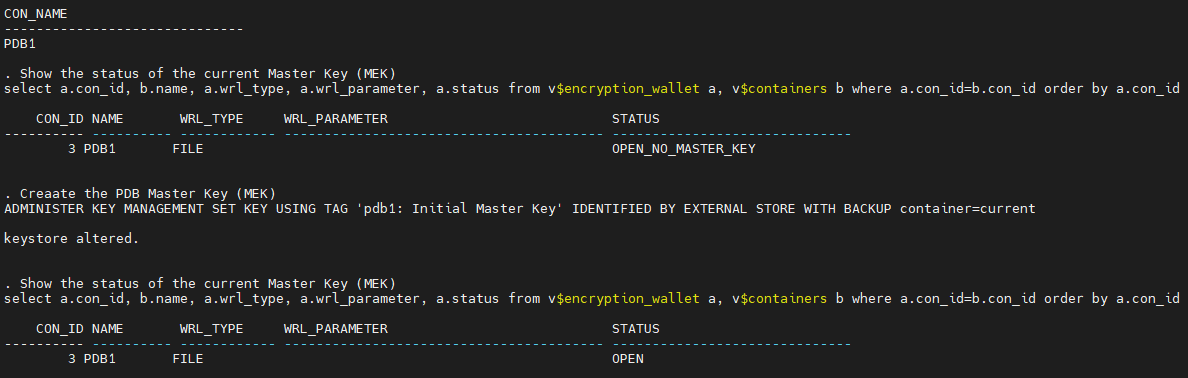 CON_NAME
------------------------------
PDB1
. Show the status of the current Master Key (MEK)
select a.con_id, b.name, a.wrl_type, a.wrl_parameter, a.status from v$encryption_wallet a, v$containers b where a.con_id=b.con_id order by a.con_id
CON_ID NAME WRL_TYPE WRL_PARAMETER STATUS
---------- ---------- ------------ ---------------------------------------- ------------------------------
3 PDB1 FILE OPEN_NO_MASTER_KEY
. Creaate the PDB Master Key (MEK)
ADMINISTER KEY MANAGEMENT SET KEY USING TAG 'pdb1: Initial Master Key' IDENTIFIED BY EXTERNAL STORE WITH BACKUP container=current
keystore altered.
. Show the status of the current Master Key (MEK)
select a.con_id, b.name, a.wrl_type, a.wrl_parameter, a.status from v$encryption_wallet a, v$containers b where a.con_id=b.con_id order by a.con_id
CON_ID NAME WRL_TYPE WRL_PARAMETER STATUS
---------- ---------- ------------ ---------------------------------------- ------------------------------
3 PDB1 FILE OPEN